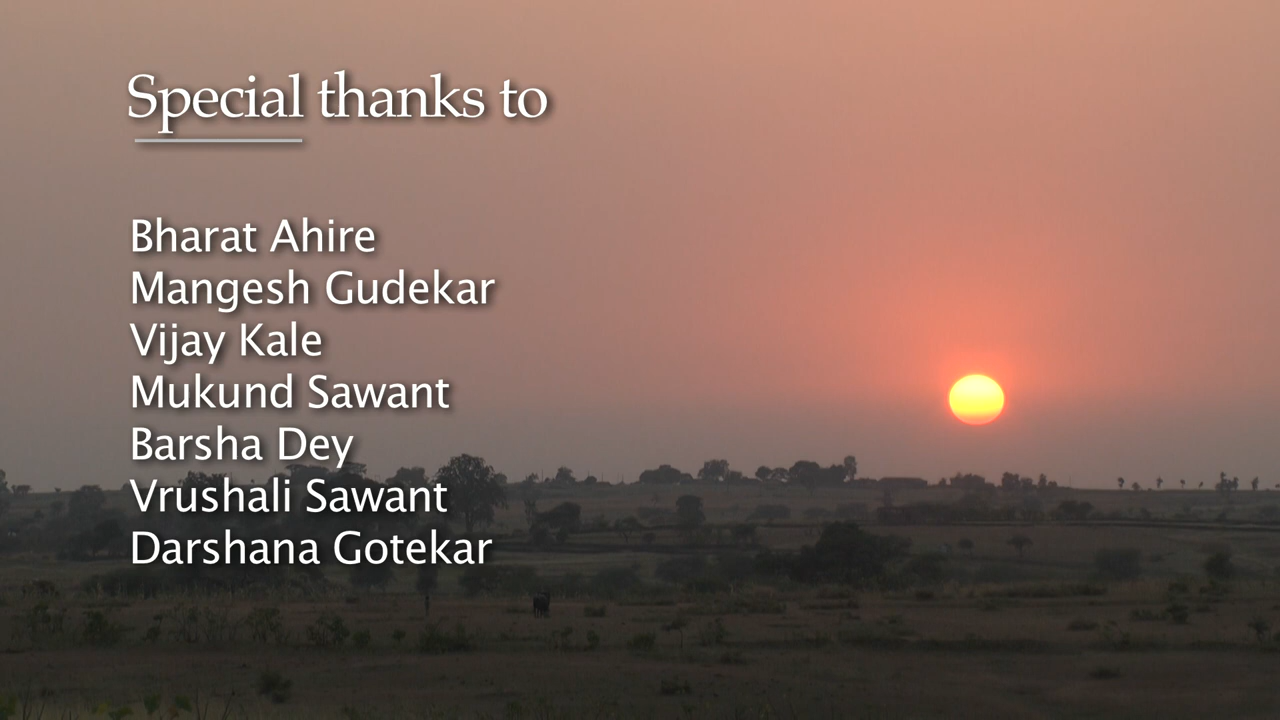 Special thanks to
Bharat Ahire
Mangesh Gudekar
Vijay Kale
Mukund Sawant
Barsha Dey
Vrushali Sawant
Darshana Gotekar